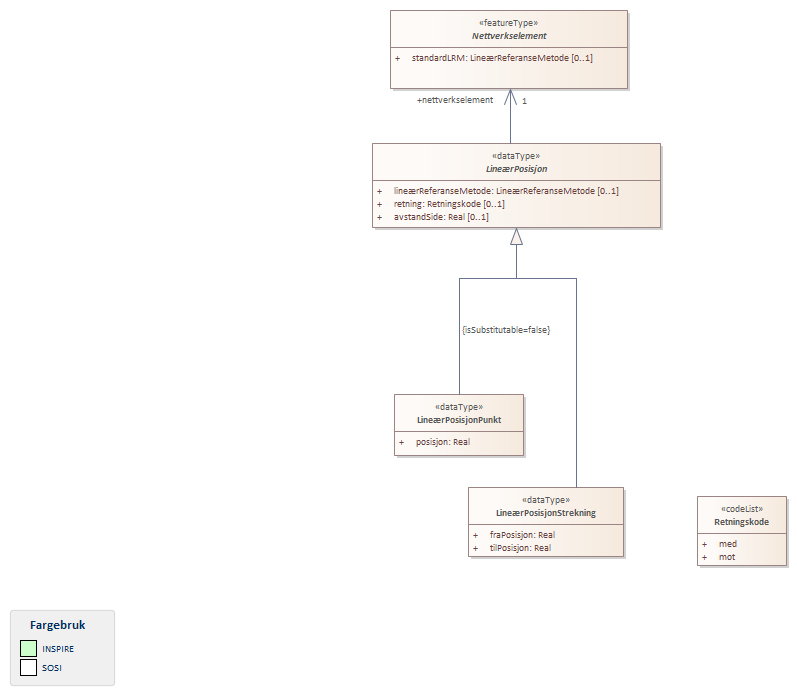 «featureType»
Nettverkselement
+ standardLRM: LineærReferanseMetode [0..1]
+nettverkselement 1
«dataType»
LineærPosisjon
+ lineærReferanseMetode: LineærReferanseMetode [0..1]
+ retning: Retningskode [0..1]
+ avstandSide: Real [0..1]
{isSubstitutable=false}
«dataType»
LineærPosisjonPunkt
+ posisjon: Real
«dataType»
LineærPosisjonStrekning
+ fraPosisjon: Real
+ tilPosisjon: Real
«codeList»
Retningskode
+ med
+ mot
Fargebruk
INSPIRE
SOSI